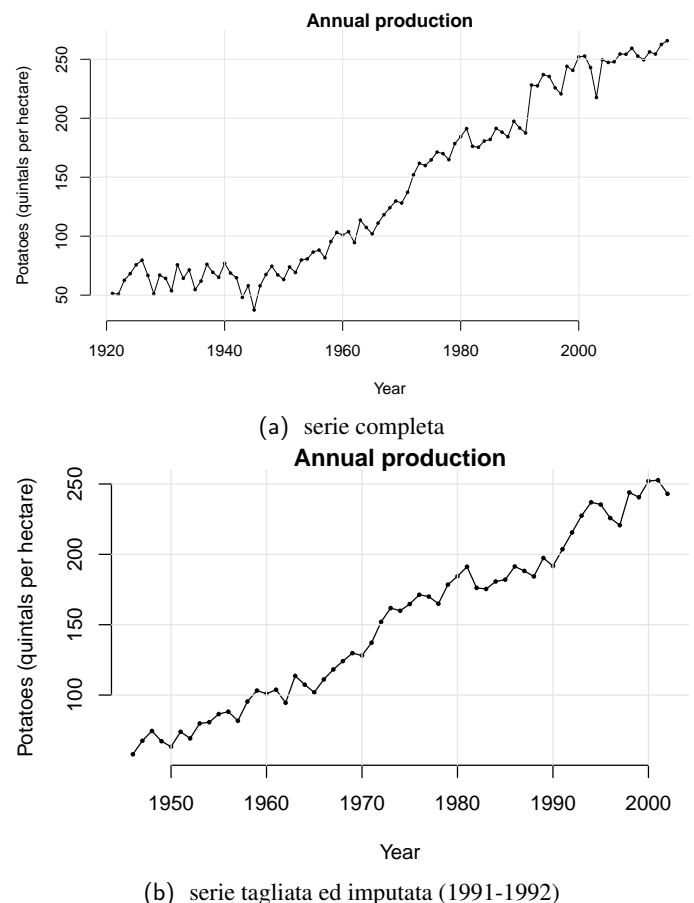 Annual production
Potatoes (quintals per hectare)
250
200
150
100
50
1920 1940 1960 1980 2000
Year
(a) serie completa
Annual production
Potatoes (quintals per hectare)
250
200
150
100
1950 1960 1970 1980 1990 2000
Year
(b) serie tagliata ed imputata (1991-1992)